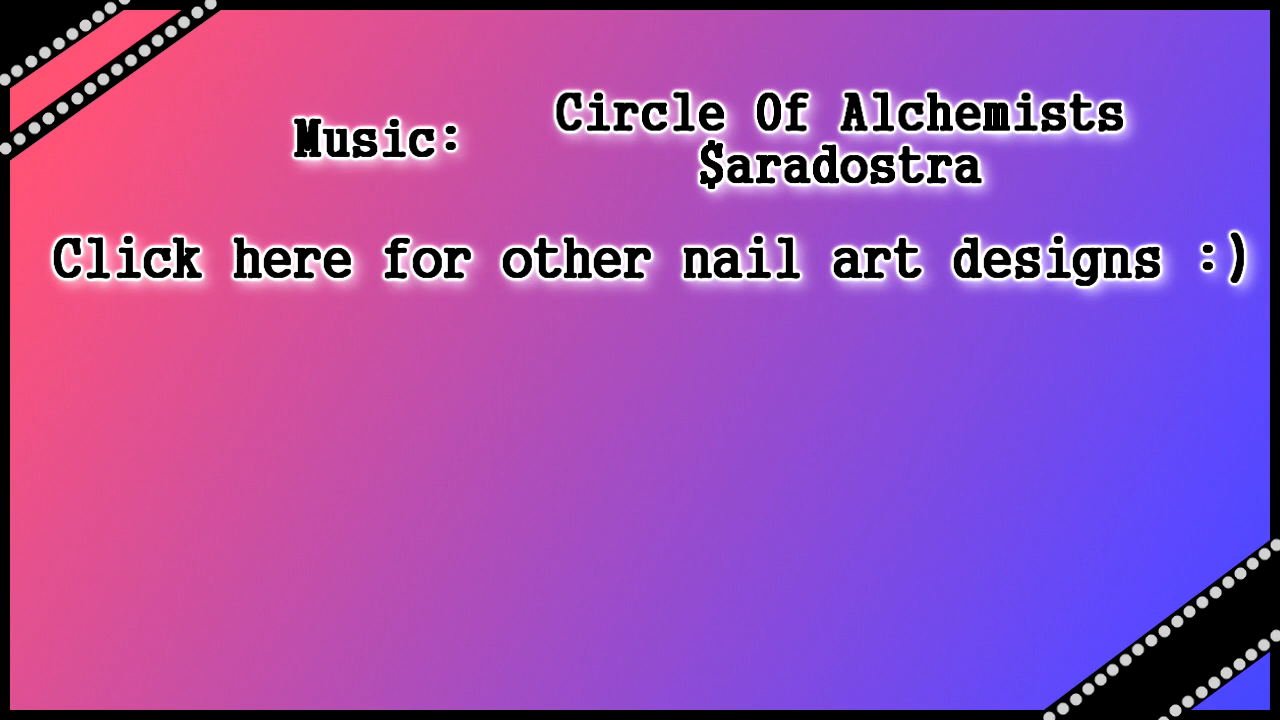 Music:
Circle Of Alchemists
$aradostra
Click here for other nail art designs :)